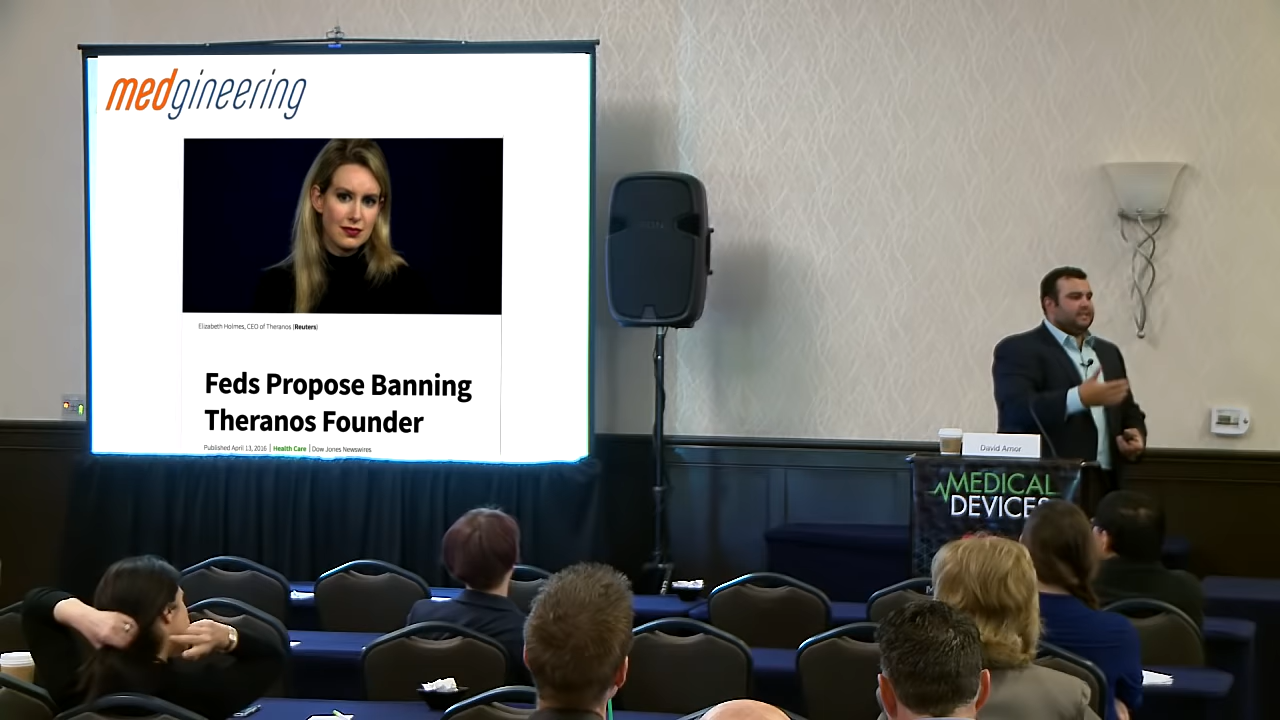 medgineering
Elizabeth Holmes, CEO of Theranos (Reuters)
Feds Propose Banning
Theranos Founder
Published April 13, 2016 | Health Care | Dow Jones Newswires
David Amor
MEDICAL
DEVICES